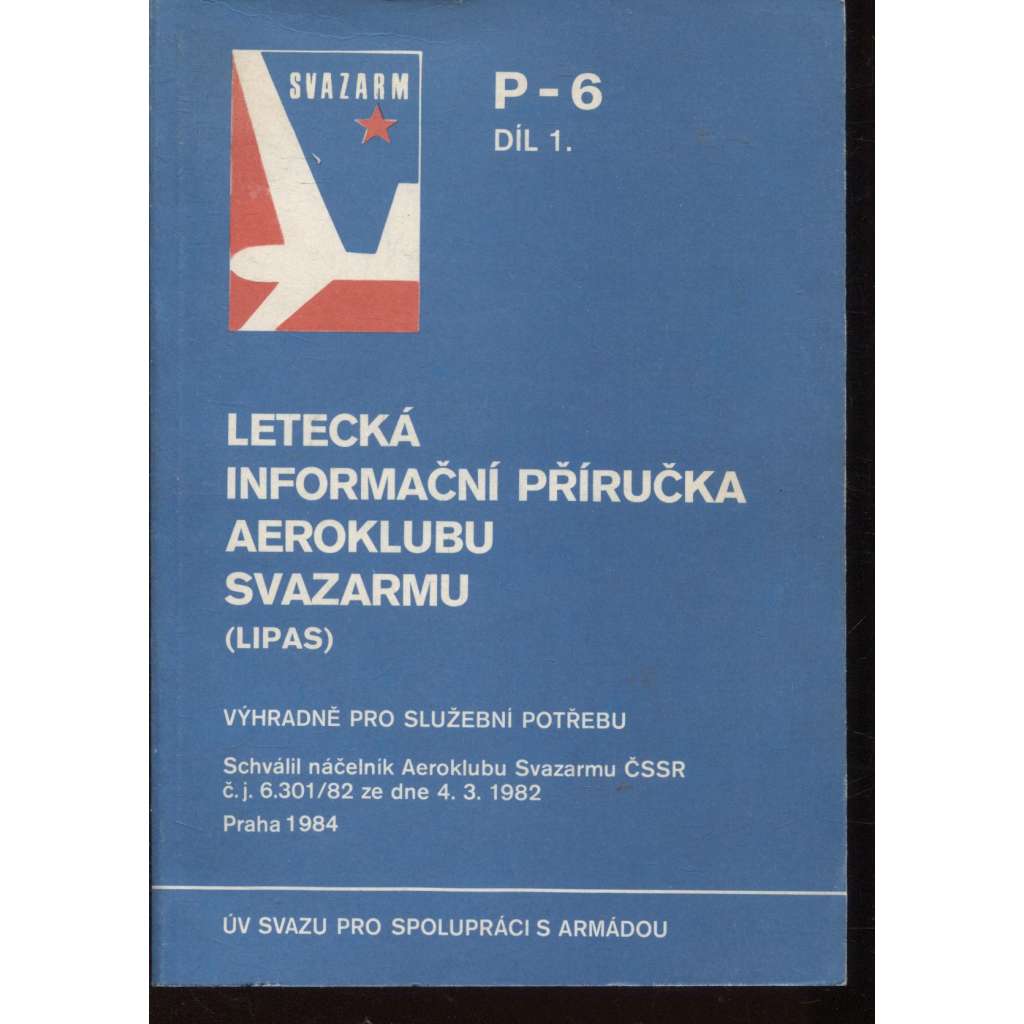 SVAZARM
P-6
DÍL 1.
LETECKÁ
INFORMAČNÍ PŘÍRUČKA
AEROKLUBU
SVAZARMU
(LIPAS)
VÝHRADNĚ PRO SLUŽEBNÍ POTŘEBU
Schválil náčelník Aeroklubu Svazarmu ČSSR
č. j. 6.301/82 ze dne 4. 3. 1982
Praha 1984
ÚV SVAZU PRO SPOLUPRÁCI S ARMÁDOU